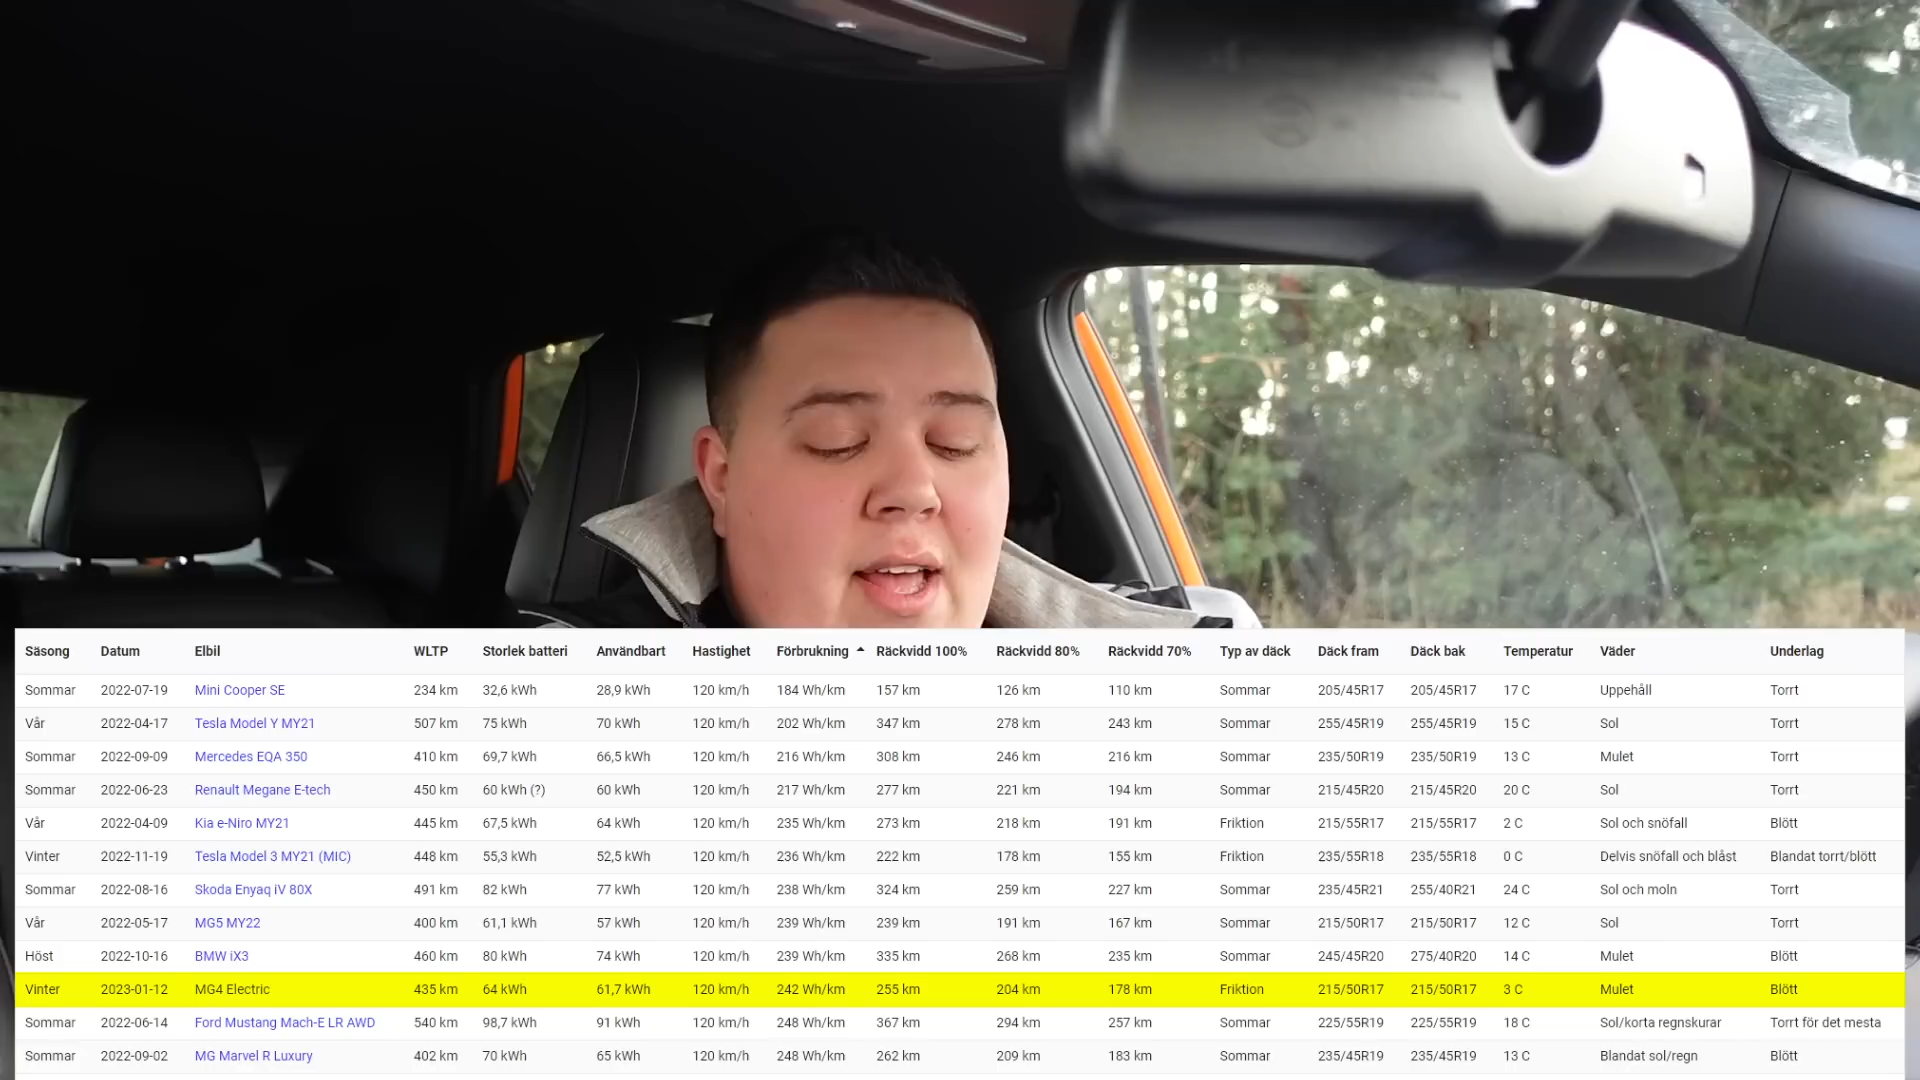 Säsong Datum Elbil WLTP Storlek batteri Användbart Hastighet Förbrukning Räckvidd 100% Räckvidd 80% Räckvidd 70% Typ av däck Däck fram Däck bak Temperatur Väder Underlag
Sommar 2022-07-19 Mini Cooper SE 234 km 32,6 kWh 28,9 kWh 120 km/h 184 Wh/km 157 km 126 km 110 km Sommar 205/45R17 205/45R17 17 C Uppehåll Torrt
Vår 2022-04-17 Tesla Model Y MY21 507 km 75 kWh 70 kWh 120 km/h 202 Wh/km 347 km 278 km 243 km Sommar 255/45R19 255/45R19 15 C Sol Torrt
Sommar 2022-09-09 Mercedes EQA 350 410 km 69,7 kWh 66,5 kWh 120 km/h 216 Wh/km 308 km 246 km 216 km Sommar 235/50R19 235/50R19 13 C Mulet Torrt
Sommar 2022-06-23 Renault Megane E-tech 450 km 60 kWh (?) 60 kWh 120 km/h 217 Wh/km 277 km 221 km 194 km Sommar 215/45R20 215/45R20 20 C Sol Torrt
Vår 2022-04-09 Kia e-Niro MY21 445 km 67,5 kWh 64 kWh 120 km/h 235 Wh/km 273 km 218 km 191 km Friktion 215/55R17 215/55R17 2 C Sol och snöfall Blött
Vinter 2022-11-19 Tesla Model 3 MY21 (MIC) 448 km 55,3 kWh 52,5 kWh 120 km/h 236 Wh/km 222 km 178 km 155 km Friktion 235/55R18 235/55R18 0 C Delvis snöfall och blåst Blandat torrt/blött
Sommar 2022-08-16 Skoda Enyaq iV 80X 491 km 82 kWh 77 kWh 120 km/h 238 Wh/km 324 km 259 km 227 km Sommar 235/45R21 255/40R21 24 C Sol och moln Torrt
Vår 2022-05-17 MG5 MY22 400 km 61,1 kWh 57 kWh 120 km/h 239 Wh/km 239 km 191 km 167 km Sommar 215/50R17 215/50R17 12 C Sol Torrt
Höst 2022-10-16 BMW iX3 460 km 80 kWh 74 kWh 120 km/h 239 Wh/km 335 km 268 km 235 km Sommar 245/45R20 275/40R20 14 C Mulet Blött
Vinter 2023-01-12 MG4 Electric 435 km 64 kWh 61,7 kWh 120 km/h 242 Wh/km 255 km 204 km 178 km Friktion 215/50R17 215/50R17 3 C Mulet Blött
Sommar 2022-06-14 Ford Mustang Mach-E LR AWD 540 km 98,7 kWh 91 kWh 120 km/h 248 Wh/km 367 km 294 km 257 km Sommar 225/55R19 225/55R19 18 C Sol/korta regnskurar Torrt för det mesta
Sommar 2022-09-02 MG Marvel R Luxury 402 km 70 kWh 65 kWh 120 km/h 248 Wh/km 262 km 209 km 183 km Sommar 235/45R19 235/45R19 13 C Blandat sol/regn Blött